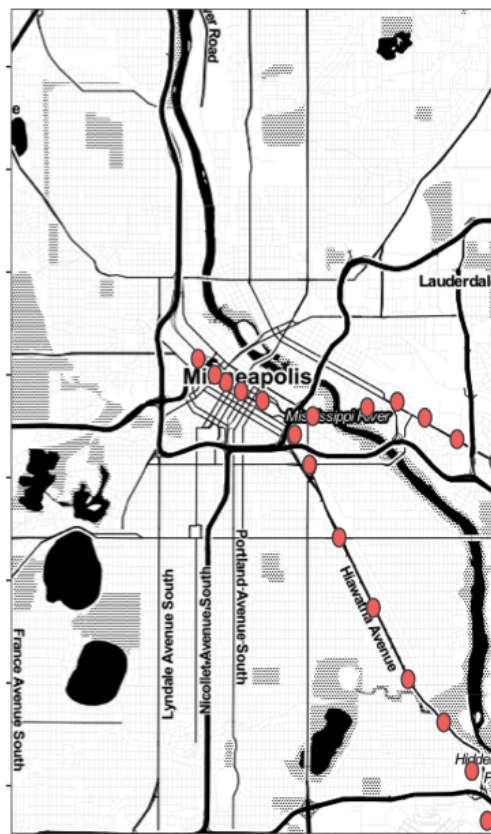 ver Road
e
Lauderdal
Minneapolis
Mississippi River
Portland Avenue South
Hiawatha Avenue
Lyndale Avenue South
Nicollet Avenue South
France Avenue South
Hidde